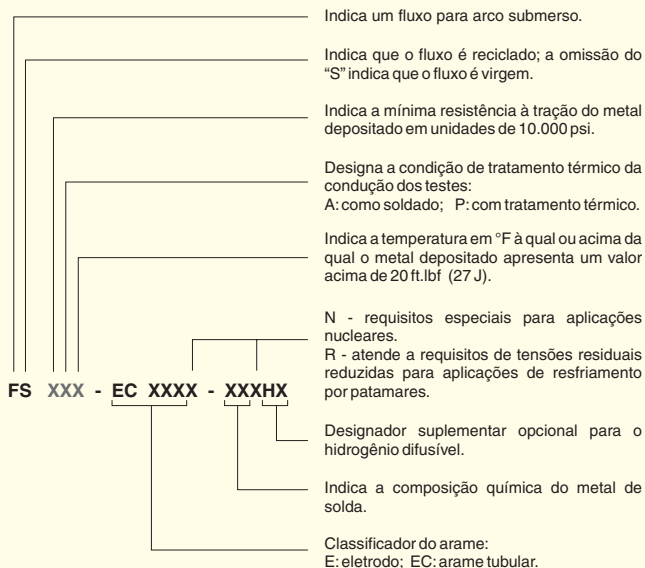 Indica um fluxo para arco submerso.
Indica que o fluxo é reciclado; a omissão do
“S” indica que o fluxo é virgem.
Indica a mínima resistência à tração do metal
depositado em unidades de 10.000 psi.
Designa a condição de tratamento térmico da
condução dos testes:
A: como soldado; P: com tratamento térmico.
Indica a temperatura em °F à qual ou acima da
qual o metal depositado apresenta um valor
acima de 20 ft.lbf (27 J).
N - requisitos especiais para aplicações
nucleares.
R - atende a requisitos de tensões residuais
reduzidas para aplicações de resfriamento
por patamares.
FS XXX - EC XXXX - XXXHX
Designador suplementar opcional para o
hidrogênio difusível.
Indica a composição química do metal de
solda.
Classificador do arame:
E: eletrodo; EC: arame tubular.